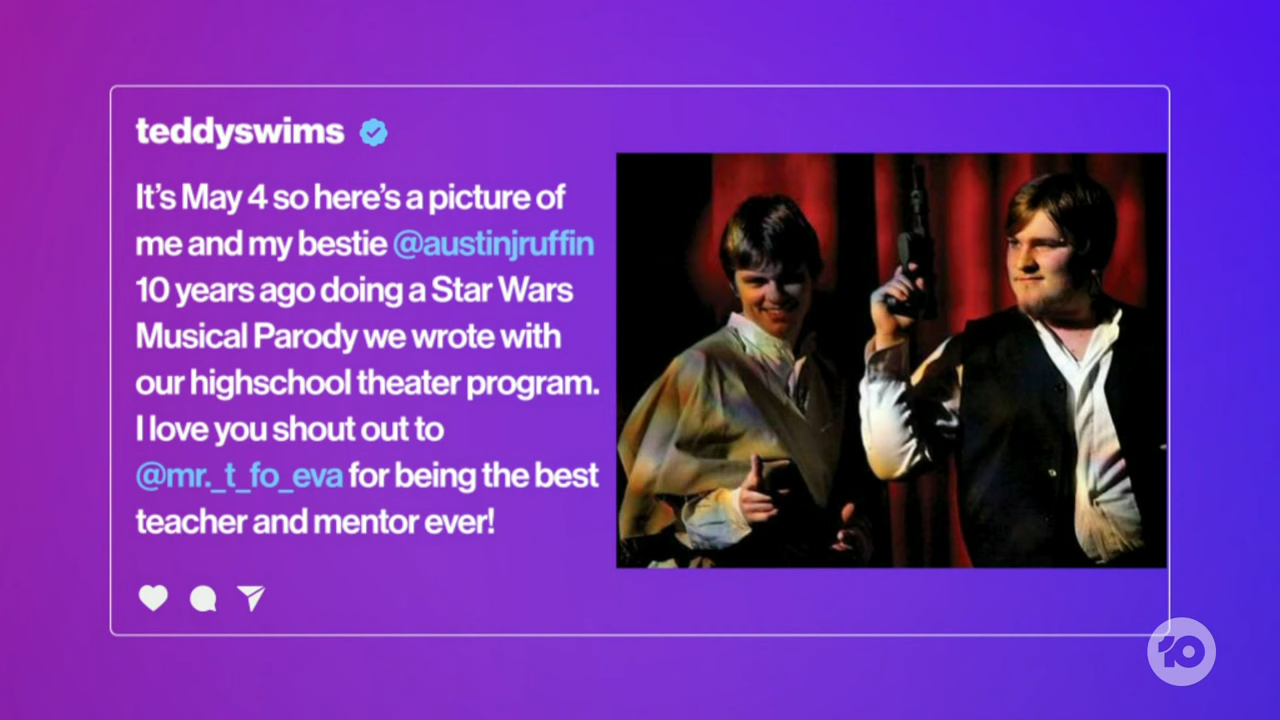 teddyswims
It's May 4 so here's a picture of
me and my bestie @austinjruffin
10 years ago doing a Star Wars
Musical Parody we wrote with
our highschool theater program.
I love you shout out to
@mr._t_fo_eva for being the best
teacher and mentor ever!
10